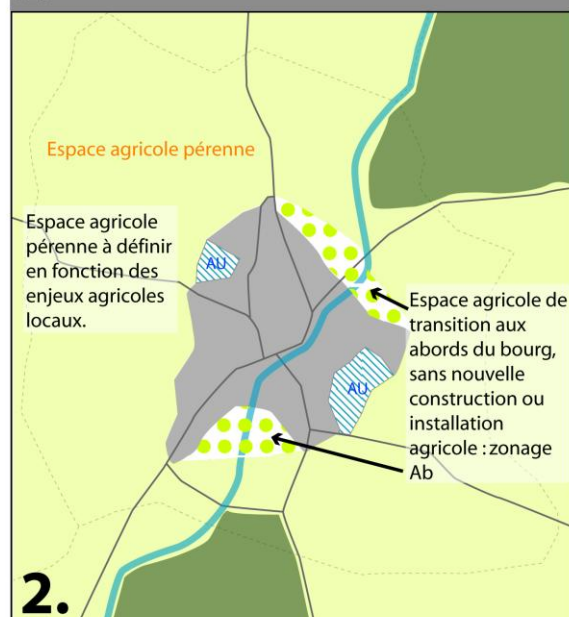 Espace agricole pérenne
Espace agricole
pérenne à définir
en fonction des
enjeux agricoles
locaux.
AU
Espace agricole de
transition aux
abords du bourg,
sans nouvelle
construction ou
installation
agricole : zonage
Ab
AU
2.